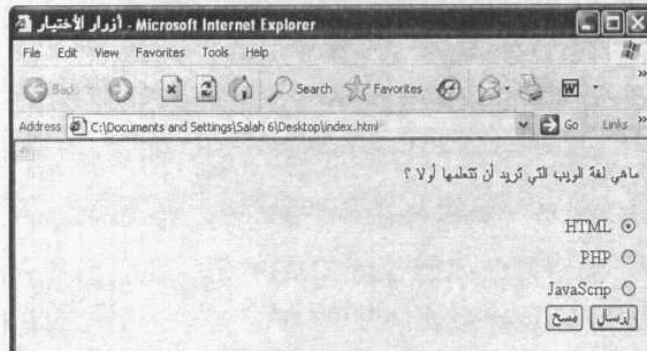 أزرار الأختيار - Microsoft Internet Explorer
File Edit View Favorites Tools Help
Back Search Favorites
Address C:\Documents and Settings\Salah 6\Desktop\index.html Go Links
ماهي لغة الويب التي تريد أن تتعلمها أولا ؟
HTML
PHP
JavaScrip
إرسال مسح